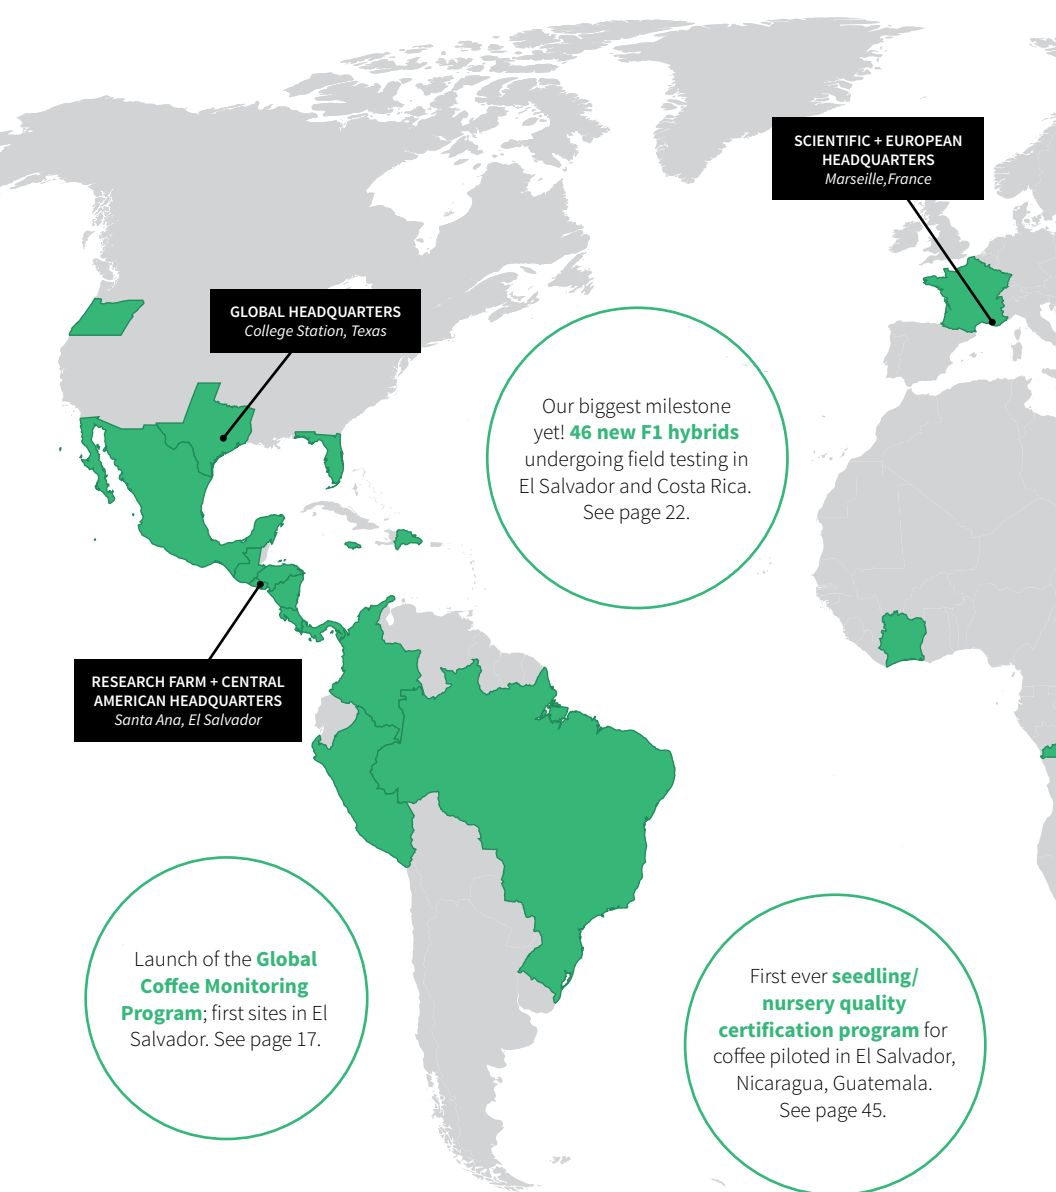 SCIENTIFIC + EUROPEAN
HEADQUARTERS
Marseille,France
GLOBAL HEADQUARTERS
College Station, Texas
Our biggest milestone
yet! 46 new F1 hybrids
undergoing field testing in
El Salvador and Costa Rica.
See page 22.
RESEARCH FARM + CENTRAL
AMERICAN HEADQUARTERS
Santa Ana, El Salvador
Launch of the Global
Coffee Monitoring
Program; first sites in El
Salvador. See page 17.
First ever seedling/
nursery quality
certification program for
coffee piloted in El Salvador,
Nicaragua, Guatemala.
See page 45.